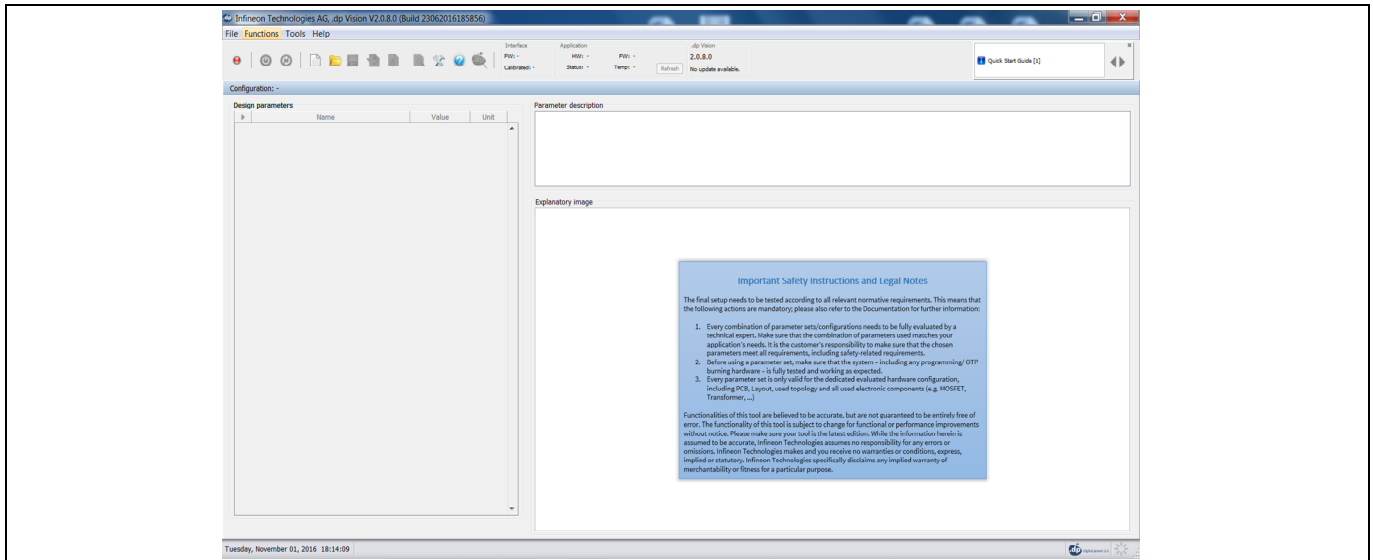 Infineon Technologies AG, .dp Vision V2.0.8.0 (Build 23062016185856)
File Functions Tools Help
Interface Application .dp Vision
FW: - HW: - FW: - 2.0.8.0
Calibrated: - Status: - Temp: - Refresh No update available.
Quick Start Guide [1]
Configuration: -
Design parameters
Name Value Unit
Parameter description
Explanatory image
Important Safety Instructions and Legal Notes
The final setup needs to be tested according to all relevant normative requirements. This means that
the following actions are mandatory; please also refer to the Documentation for further information:
1. Every combination of parameter sets/configurations needs to be fully evaluated by a
technical expert. Make sure that the combination of parameters used matches your
application's needs. It is the customer's responsibility to make sure that the chosen
parameters meet all requirements, including safety-related requirements.
2. Before using a parameter set, make sure that the system – including any programming/ OTP
burning hardware – is fully tested and working as expected.
3. Every parameter set is only valid for the dedicated evaluated hardware configuration,
including PCB, Layout, used topology and all used electronic components (e.g. MOSFET,
Transformer, ...)
Functionalities of this tool are believed to be accurate, but are not guaranteed to be entirely free of
error. The functionality of this tool is subject to change for functional or performance improvements
without notice. Please make sure your tool is the latest edition. While the information herein is
assumed to be accurate, Infineon Technologies assumes no responsibility for any errors or
omissions. Infineon Technologies makes and you receive no warranties or conditions, express,
implied or statutory. Infineon Technologies specifically disclaims any implied warranty of
merchantability or fitness for a particular purpose.
Tuesday, November 01, 2016 18:14:09
.dp